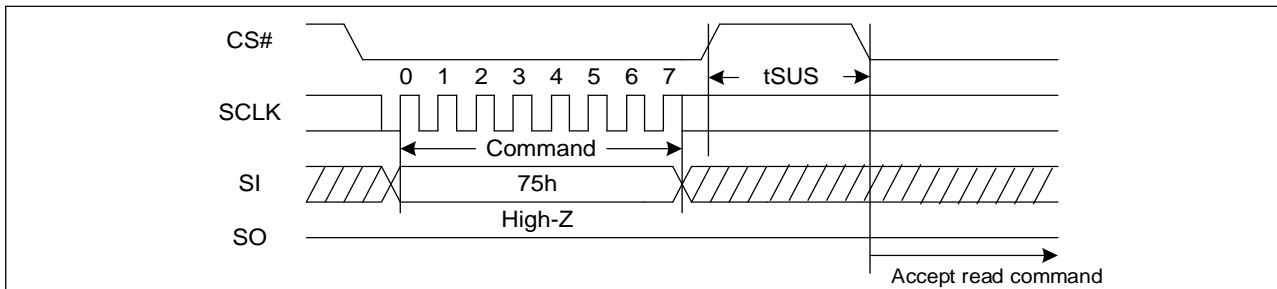 CS#
0 1 2 3 4 5 6 7
tSUS
SCLK
Command
SI
75h
High-Z
SO
Accept read command